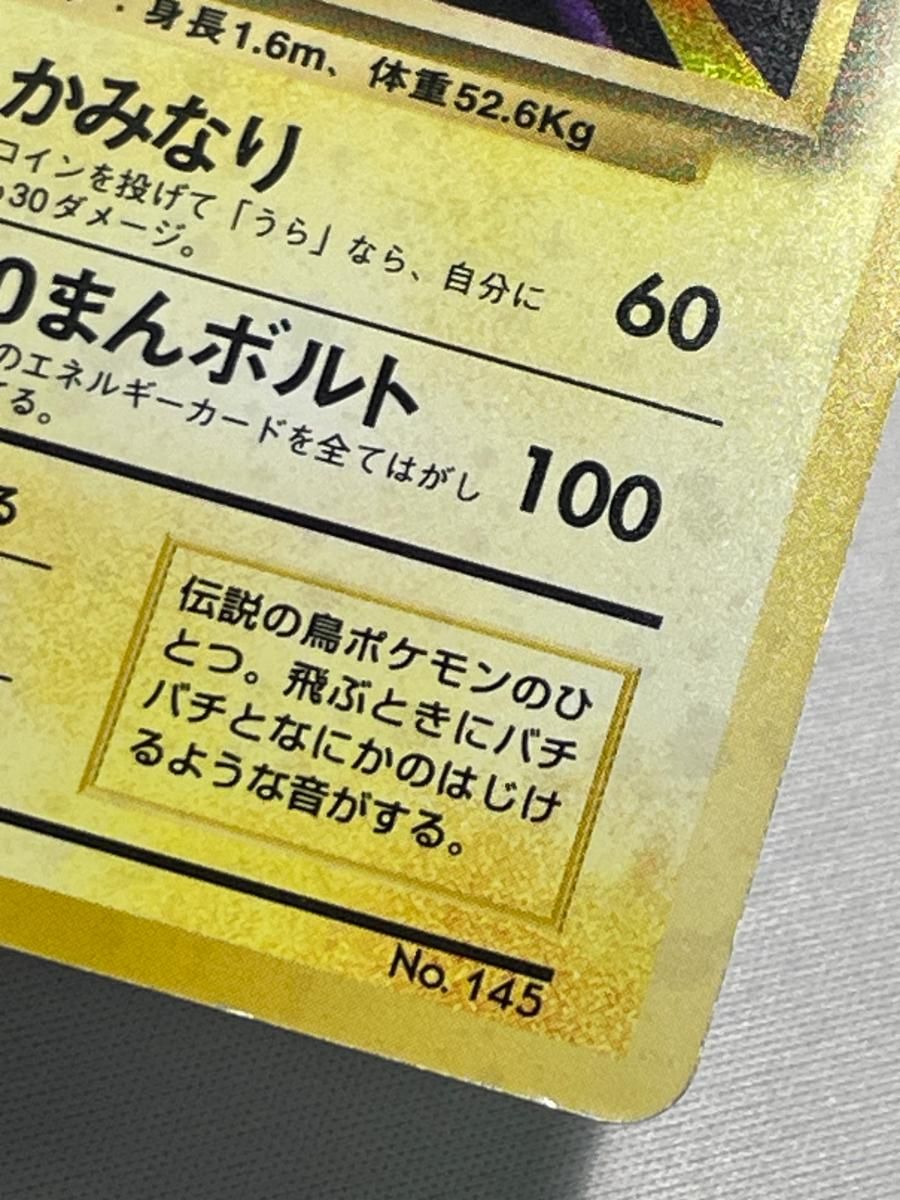 ・身長1.6m、体重52.6Kg
かみなり
コインを投げて「うら」なら、自分に
30ダメージ。
60
0まんボルト
のエネルギーカードを全てはがし
てる。
100
る
伝説の鳥ポケモンのひ
とつ。飛ぶときにバチ
バチとなにかのはじけ
るような音がする。
No. 145